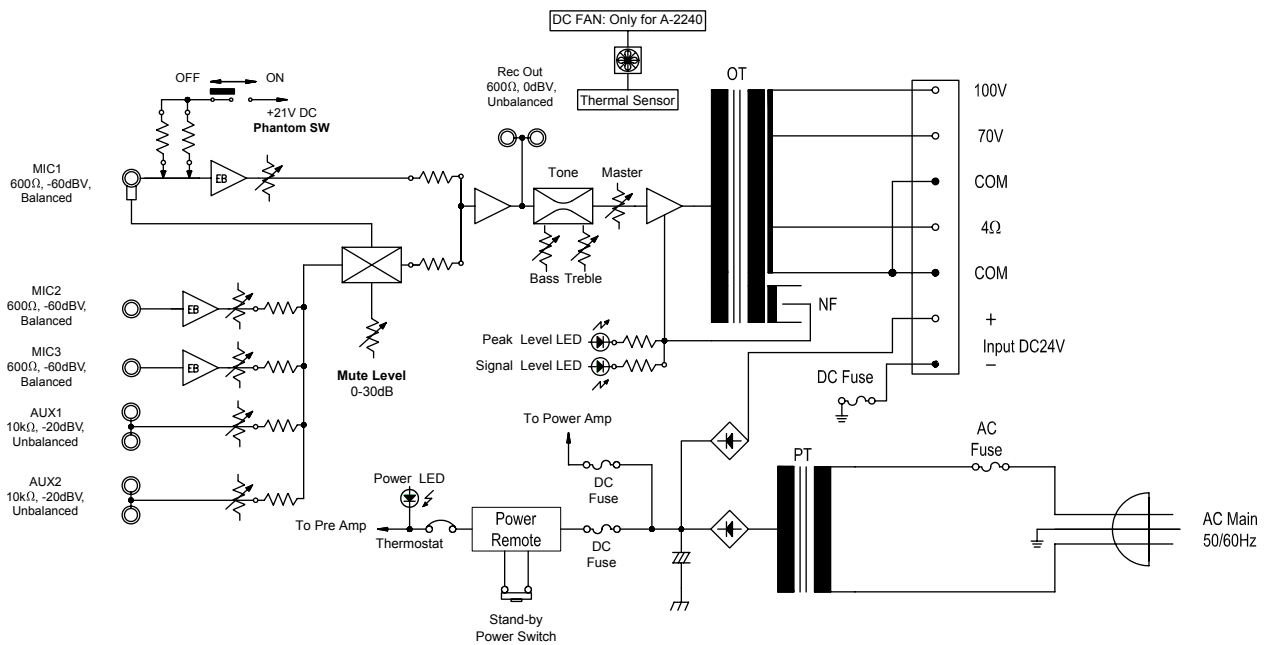 DC FAN: Only for A-2240
Thermal Sensor
OFF
ON
+21V DC
Phantom SW
Rec Out
600Ω, 0dBV,
Unbalanced
OT
100V
70V
COM
4Ω
COM
+
Input DC24V
−
MIC1
600Ω, -60dBV,
Balanced
EB
Tone
Master
Bass
Treble
NF
MIC2
600Ω, -60dBV,
Balanced
EB
MIC3
600Ω, -60dBV,
Balanced
EB
Mute Level
0-30dB
Peak Level LED
Signal Level LED
DC Fuse
AUX1
10kΩ, -20dBV,
Unbalanced
AUX2
10kΩ, -20dBV,
Unbalanced
To Power Amp
DC
Fuse
PT
AC
Fuse
Power LED
To Pre Amp
Thermostat
Power
Remote
DC
Fuse
Stand-by
Power Switch
AC Main
50/60Hz